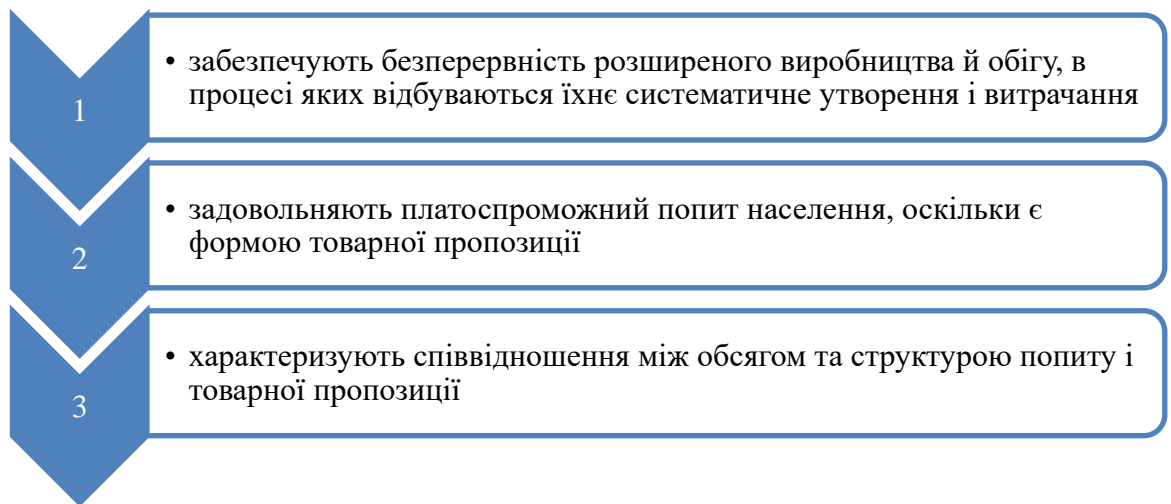 1
• забезпечують безперервність розширеного виробництва й обігу, в
процесі яких відбуваються їхнє систематичне утворення і витрачання
2
• задовольняють платоспроможний попит населення, оскільки є
формою товарної пропозиції
3
• характеризують співвідношення між обсягом та структурою попиту і
товарної пропозиції